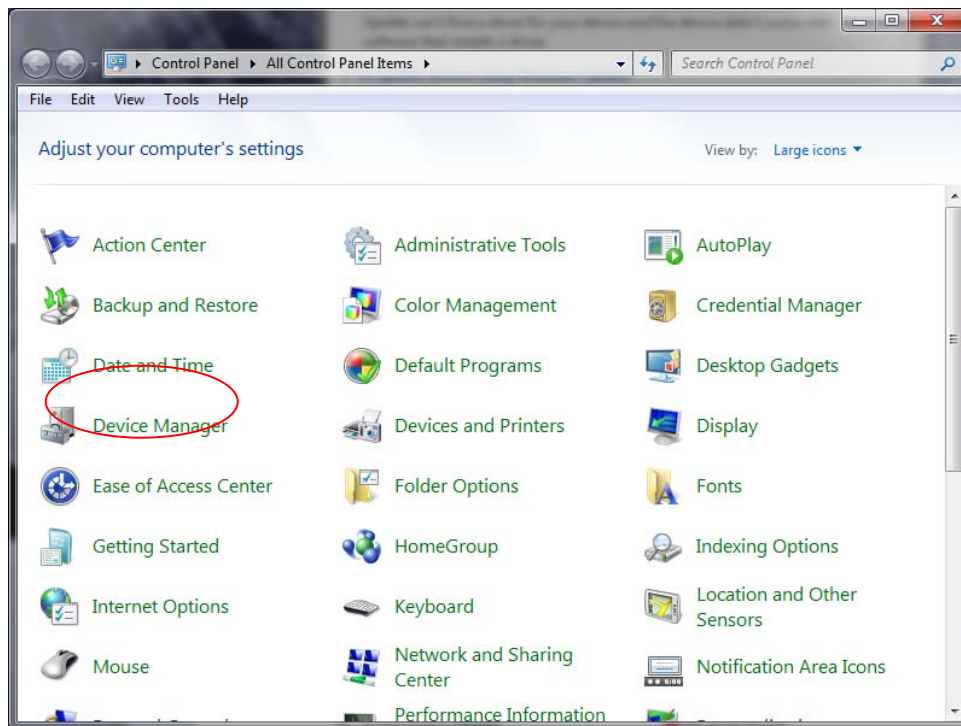 Control Panel ▸ All Control Panel Items ▸
Search Control Panel
File Edit View Tools Help
Adjust your computer's settings
View by: Large icons
Action Center
Administrative Tools
AutoPlay
Backup and Restore
Color Management
Credential Manager
Date and Time
Default Programs
Desktop Gadgets
Device Manager
Devices and Printers
Display
Ease of Access Center
Folder Options
Fonts
Getting Started
HomeGroup
Indexing Options
Internet Options
Keyboard
Location and Other
Sensors
Mouse
Network and Sharing
Center
Notification Area Icons
Performance Information